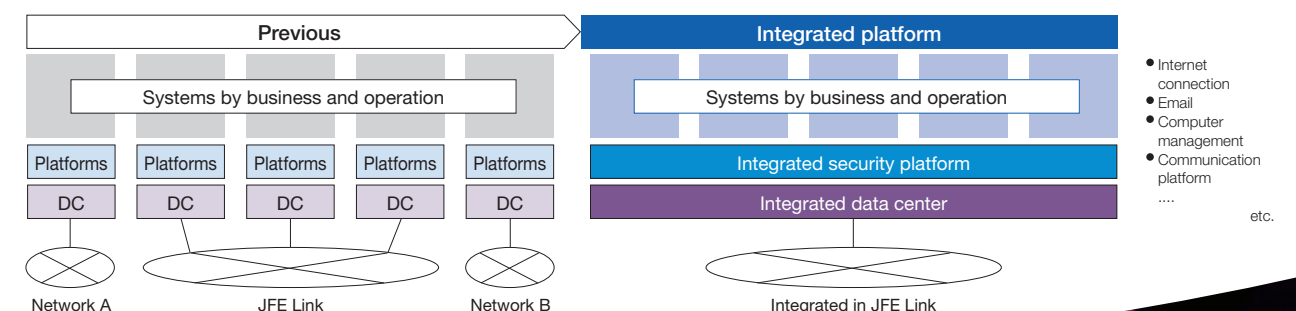 Previous
Integrated platform
Systems by business and operation
Systems by business and operation
Platforms
Platforms
Platforms
Platforms
Platforms
Integrated security platform
DC
DC
DC
DC
DC
Integrated data center
Network A
JFE Link
Network B
Integrated in JFE Link
● Internet
connection
● Email
● Computer
management
● Communication
platform
....
etc.